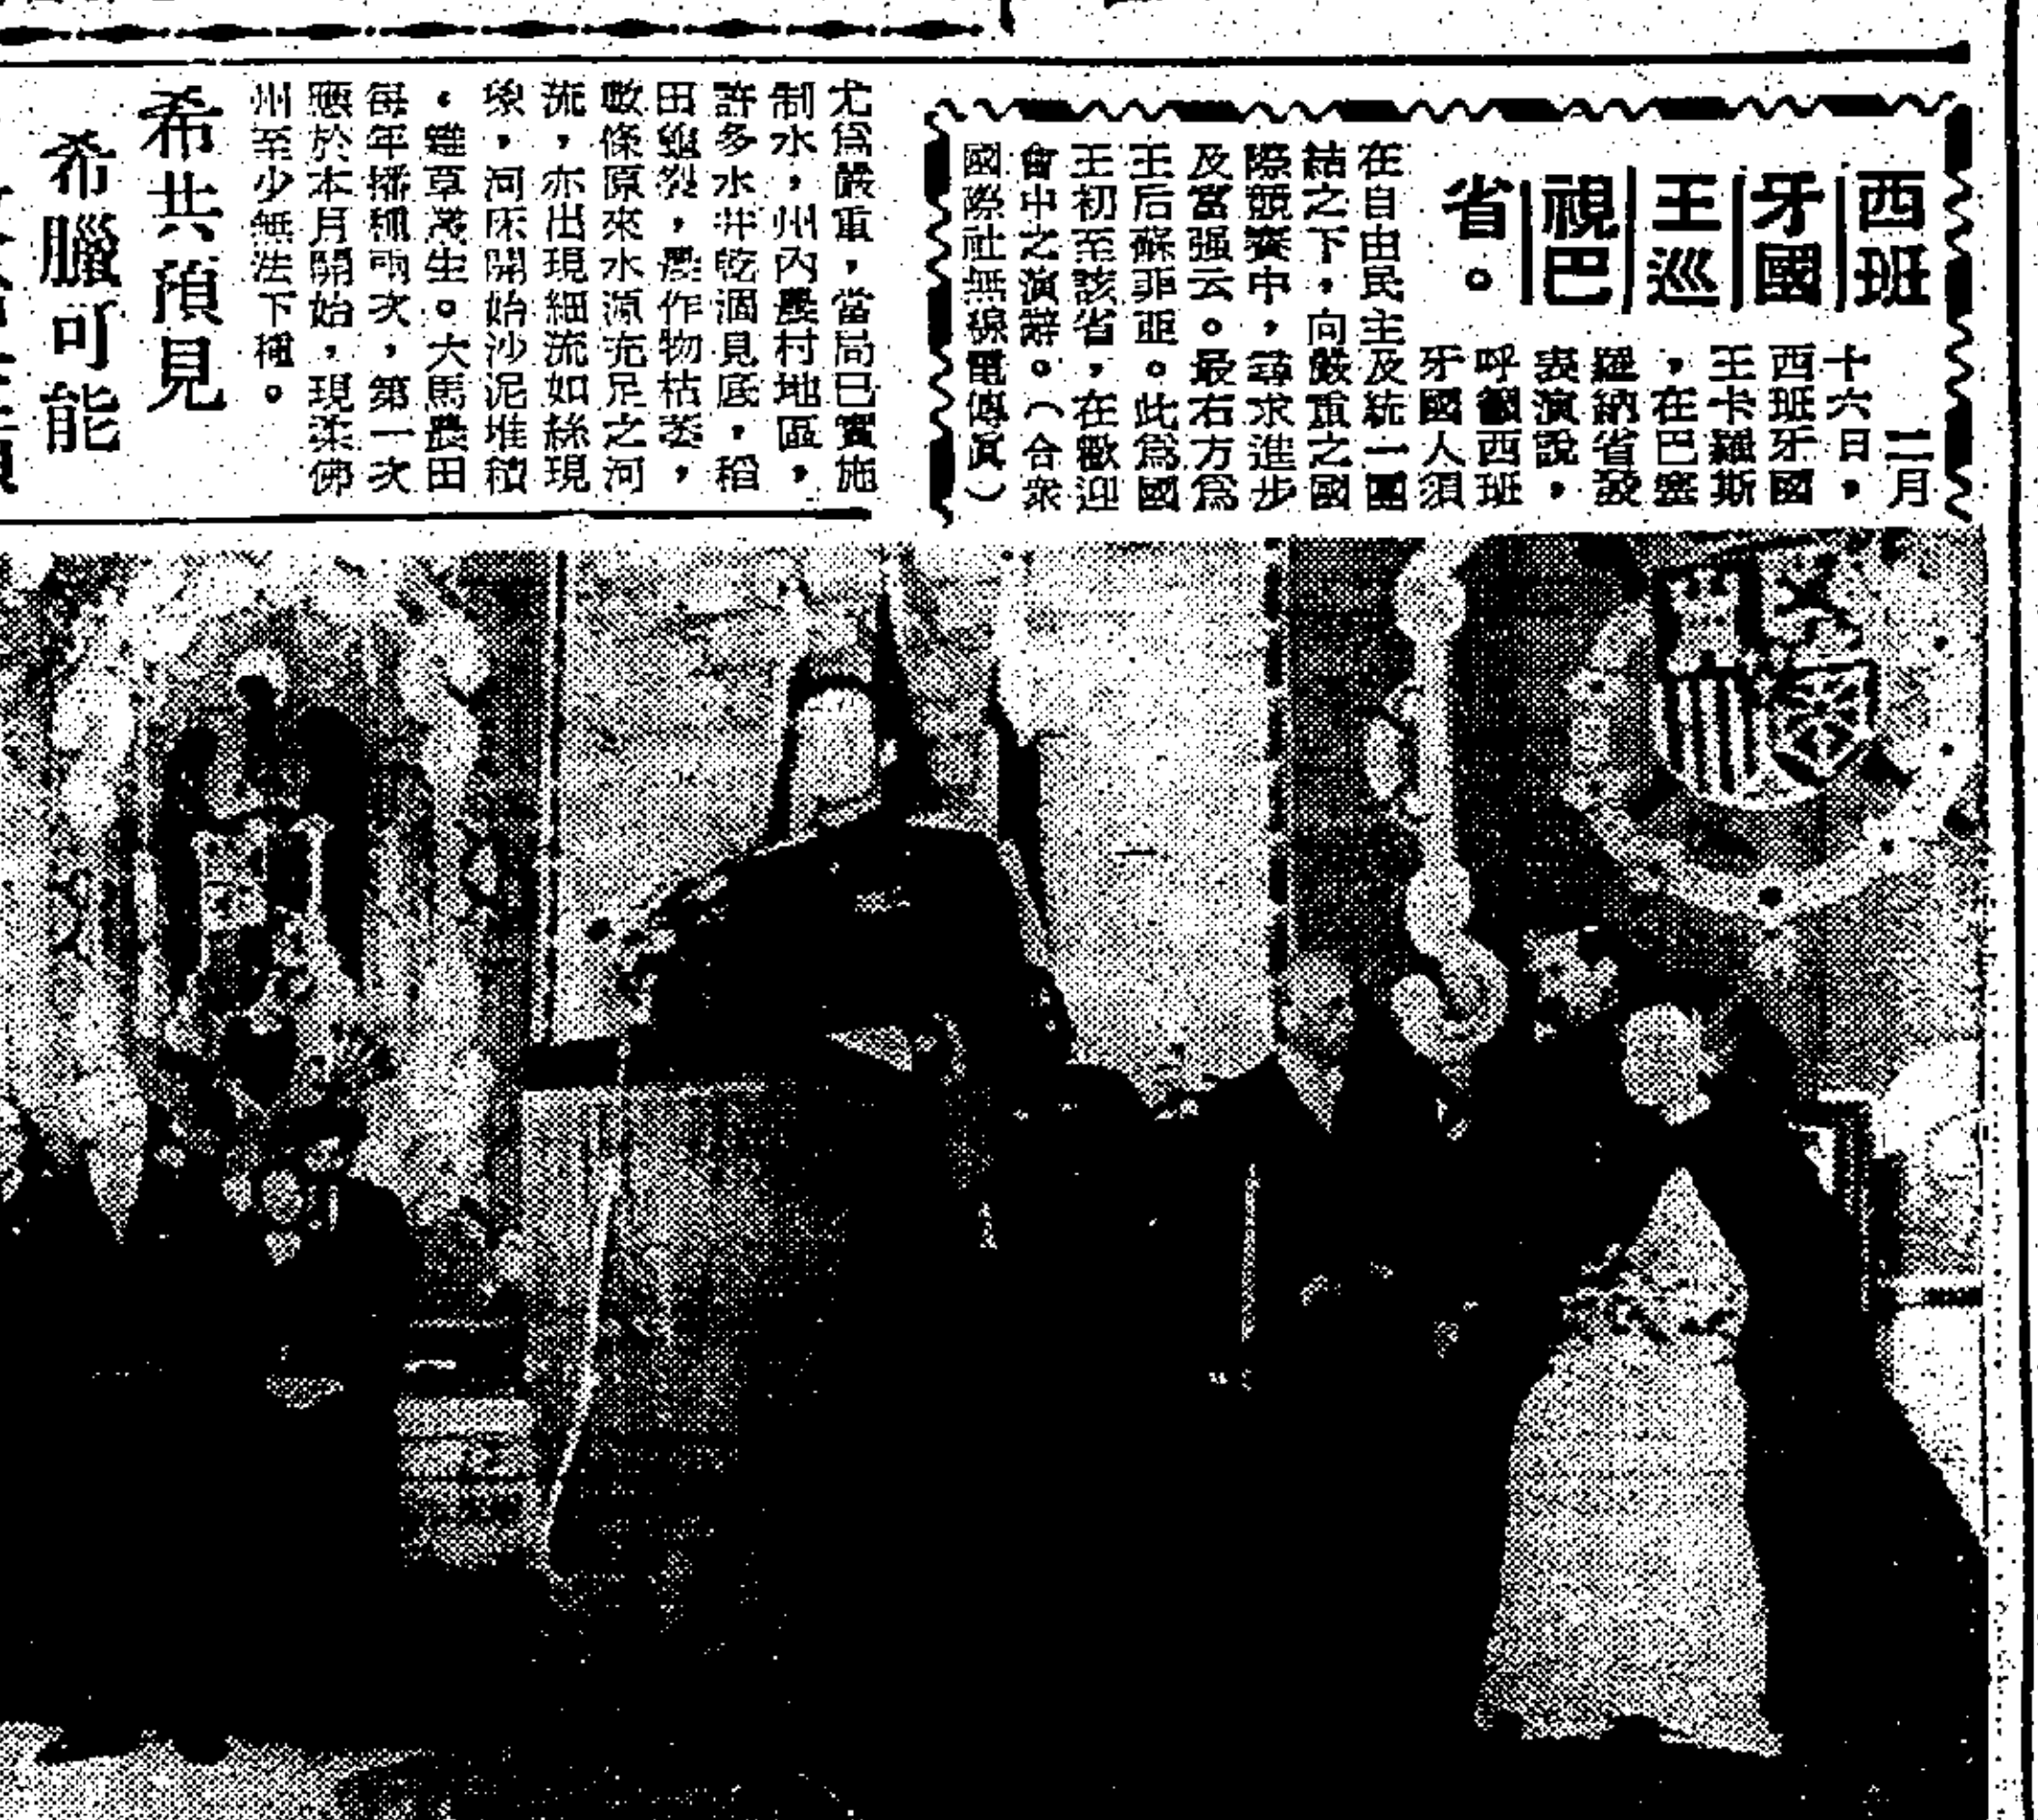 西班
牙國
王巡
視巴
省。
二月
十六日，
西班牙國
王卡羅斯
，在巴塞
羅納省發
表演說，
呼籲西班
牙國人須
在自由民主及統一團
結之下，向嚴重之國
際競賽中，尋求進步
及富强云。最右方爲
王后蘇菲亞。此爲國
王初至該省，在歡迎
會中之演辭。（合衆
國際社無線電傳眞）
尤爲嚴重，當局已實施
制水，州內農村地區，
許多水井乾涸見底，稻
田龜裂，農作物枯萎，
數條原來水源充足之河
流，亦出現細流如絲現
象，河床開始沙泥堆積
，雜草叢生。大馬農田
每年播種兩次，第一次
應於本月開始，現柔佛
州至少無法下種。
希共預見
希臘可能